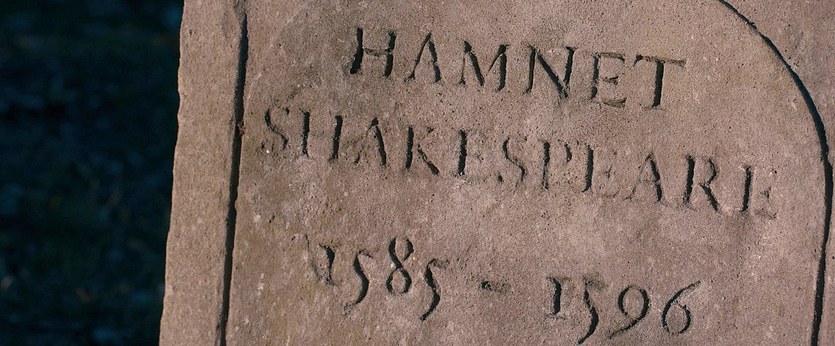 HAMNET
SHAKESPEARE
1585 - 1596